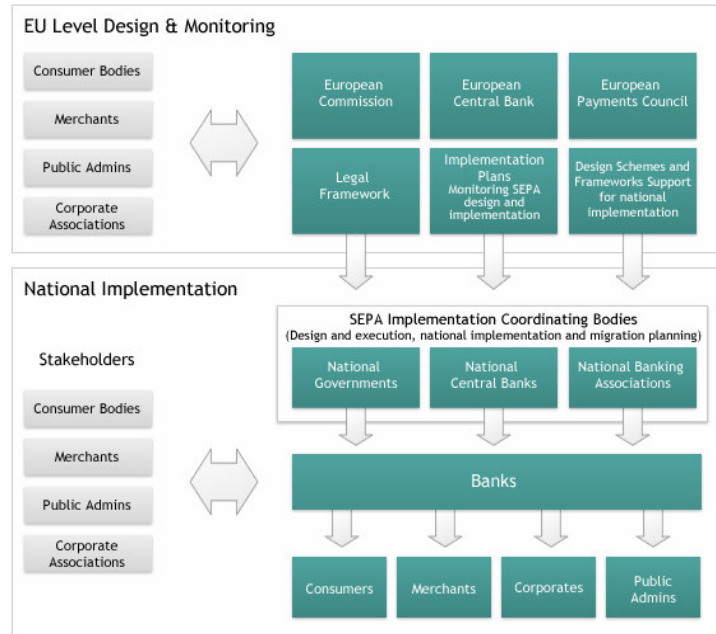 EU Level Design & Monitoring
Consumer Bodies
Merchants
Public Admins
Corporate
Associations
European
Commission
European
Central Bank
European
Payments Council
Legal
Framework
Implementation
Plans
Monitoring SEPA
design and
implementation
Design Schemes and
Frameworks Support
for national
implementation
National Implementation
Stakeholders
Consumer Bodies
Merchants
Public Admins
Corporate
Associations
SEPA Implementation Coordinating Bodies
(Design and execution, national implementation and migration planning)
National
Governments
National
Central Banks
National Banking
Associations
Banks
Consumers
Merchants
Corporates
Public
Admins